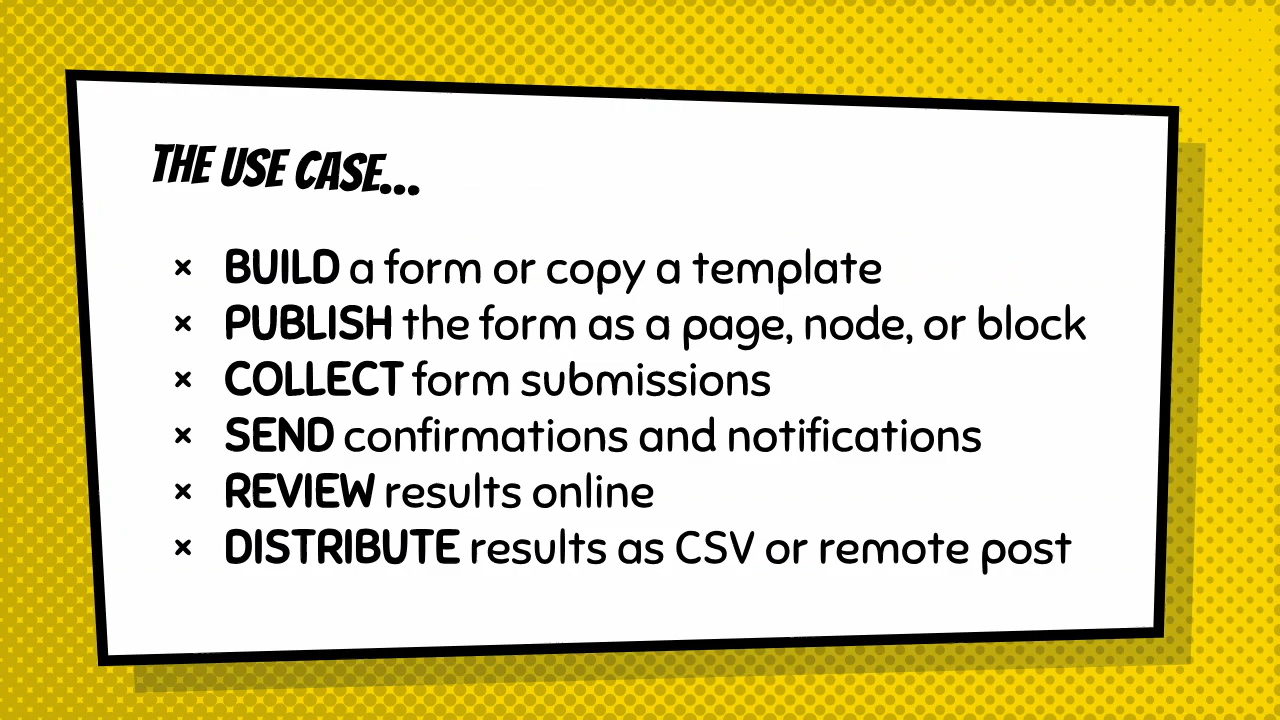 THE USE CASE...
× BUILD a form or copy a template
× PUBLISH the form as a page, node, or block
× COLLECT form submissions
× SEND confirmations and notifications
× REVIEW results online
× DISTRIBUTE results as CSV or remote post